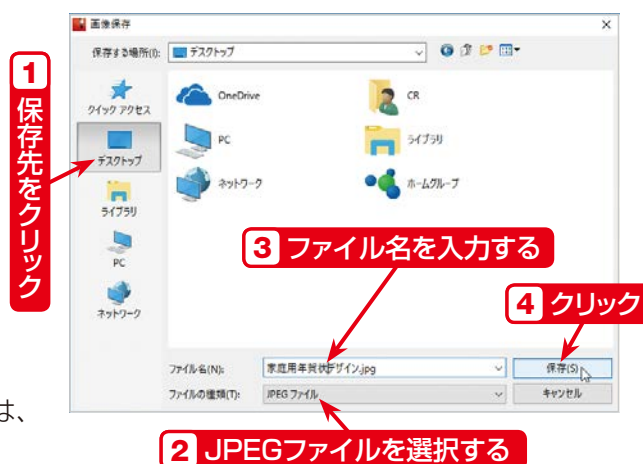 画像保存
保存する場所(I):
デスクトップ
1 保存先をクリック
クイック アクセス
デスクトップ
ライブラリ
PC
ネットワーク
OneDrive
CR
PC
ライブラリ
ネットワーク
ホームグループ
3 ファイル名を入力する
4 クリック
ファイル名(N):
家庭用年賀状デザイン.jpg
保存(S)
ファイルの種類(T):
JPEG ファイル
キャンセル
は、
2 JPEGファイルを選択する